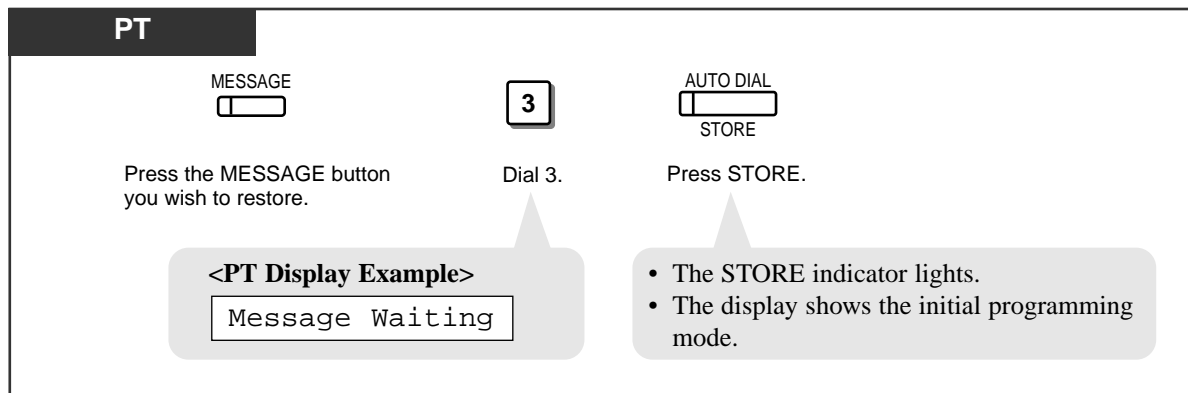 PT
MESSAGE
3
AUTO DIAL
STORE
Press the MESSAGE button
you wish to restore.
Dial 3.
Press STORE.
<PT Display Example>
Message Waiting
• The STORE indicator lights.
• The display shows the initial programming
mode.